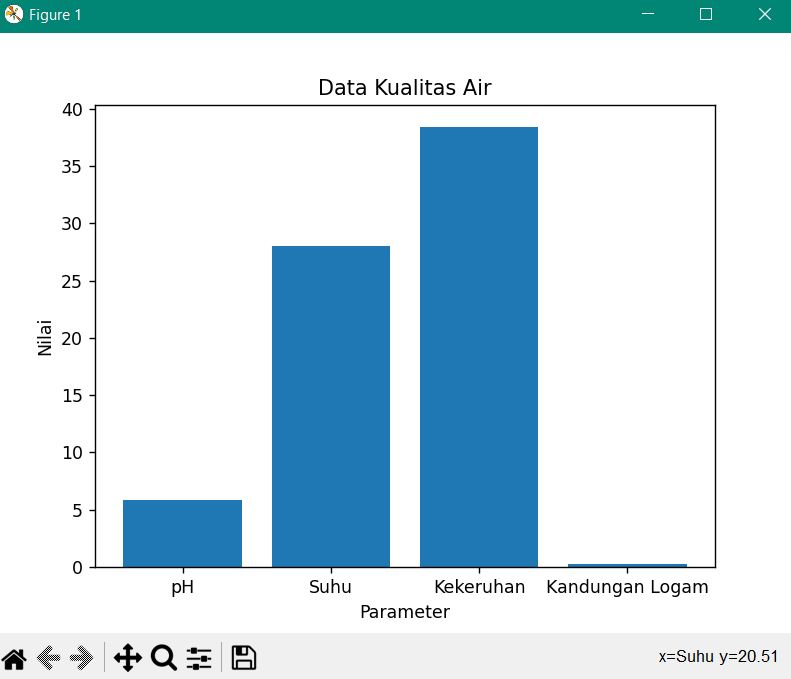 Figure 1
Data Kualitas Air
40
35
30
25
20
15
10
5
0
Nilai
pH Suhu Kekeruhan Kandungan Logam
Parameter
x=Suhu y=20.51